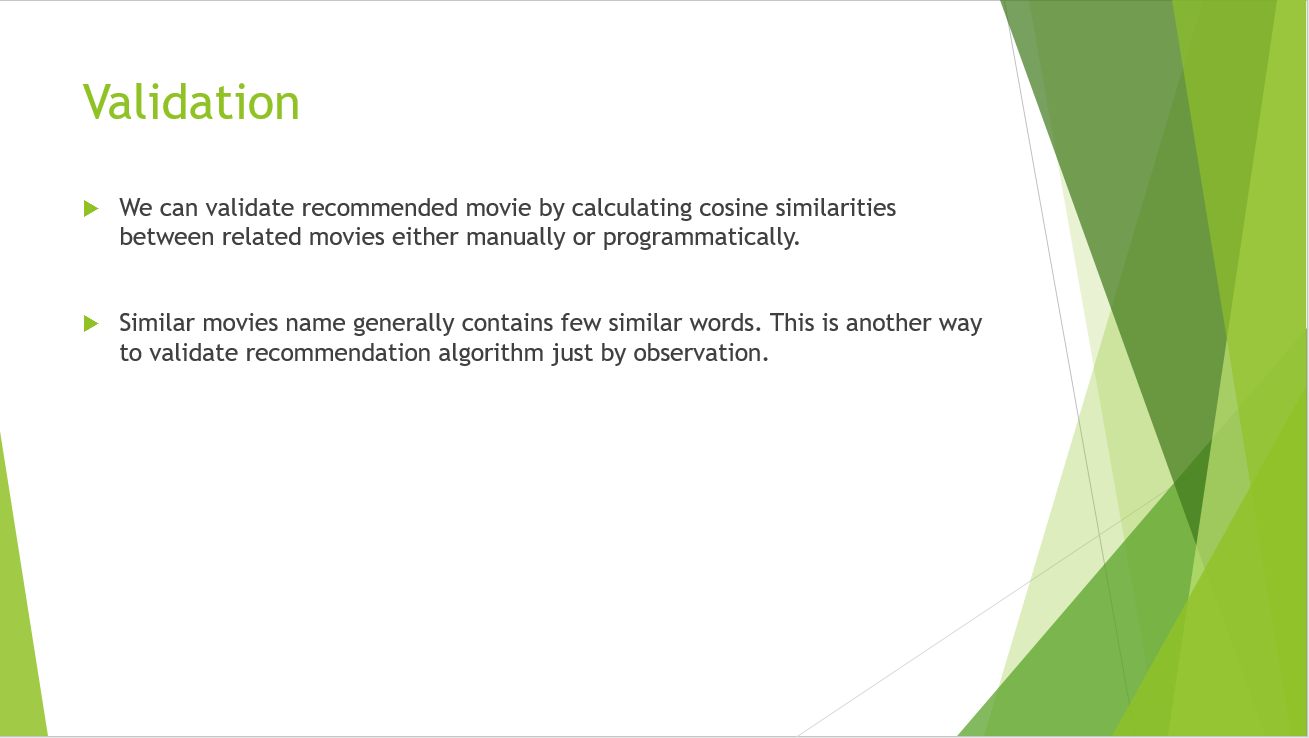 Validation
We can validate recommended movie by calculating cosine similarities
between related movies either manually or programmatically.
Similar movies name generally contains few similar words. This is another way
to validate recommendation algorithm just by observation.